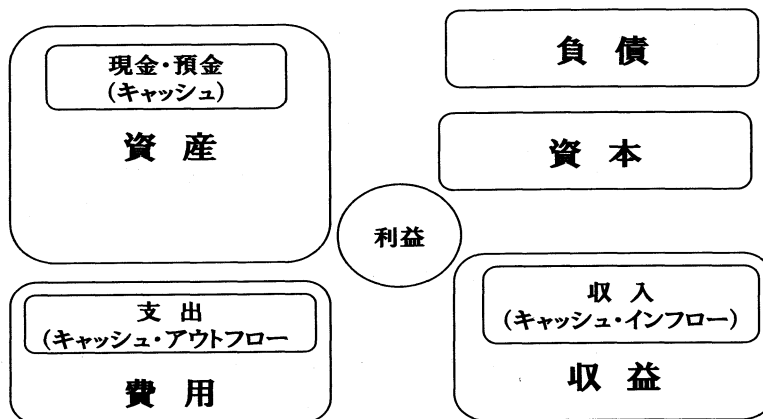 現金・預金
(キャッシュ)
資 産
負 債
資 本
利益
支 出
(キャッシュ・アウトフロー
費 用
収 入
(キャッシュ・インフロー)
収 益